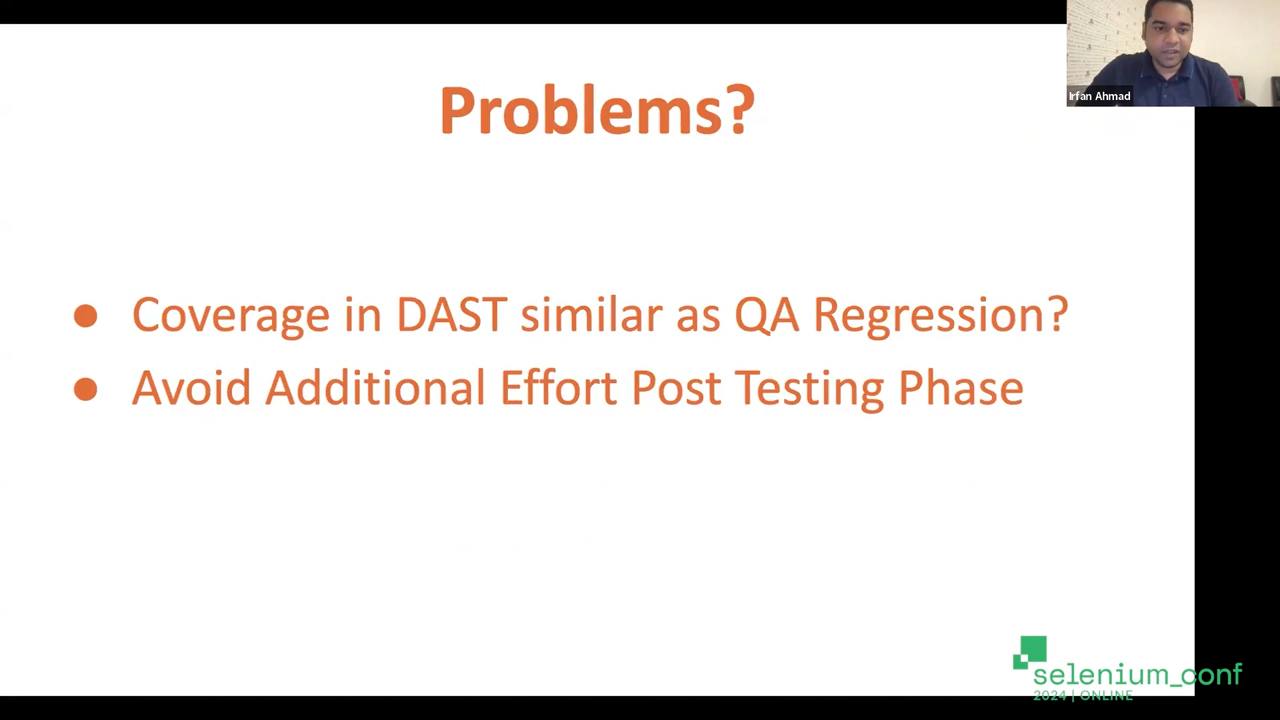 Irfan Ahmad
Problems?
● Coverage in DAST similar as QA Regression?
● Avoid Additional Effort Post Testing Phase
selenium_conf
2024 | ONLINE